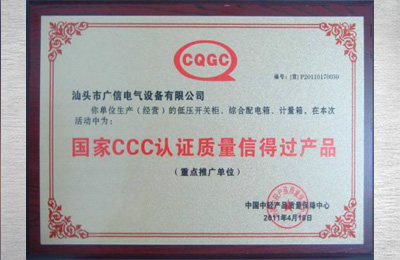 CQGC
编号：(质) P20110170039
汕头市广信电气设备有限公司
你单位生产（经营）的低压开关柜、综合配电箱、计量箱，在本次
活动中为：
国家CCC认证质量信得过产品
（重点推广单位）
中国中轻产品质量保障中心
2011年4月19日